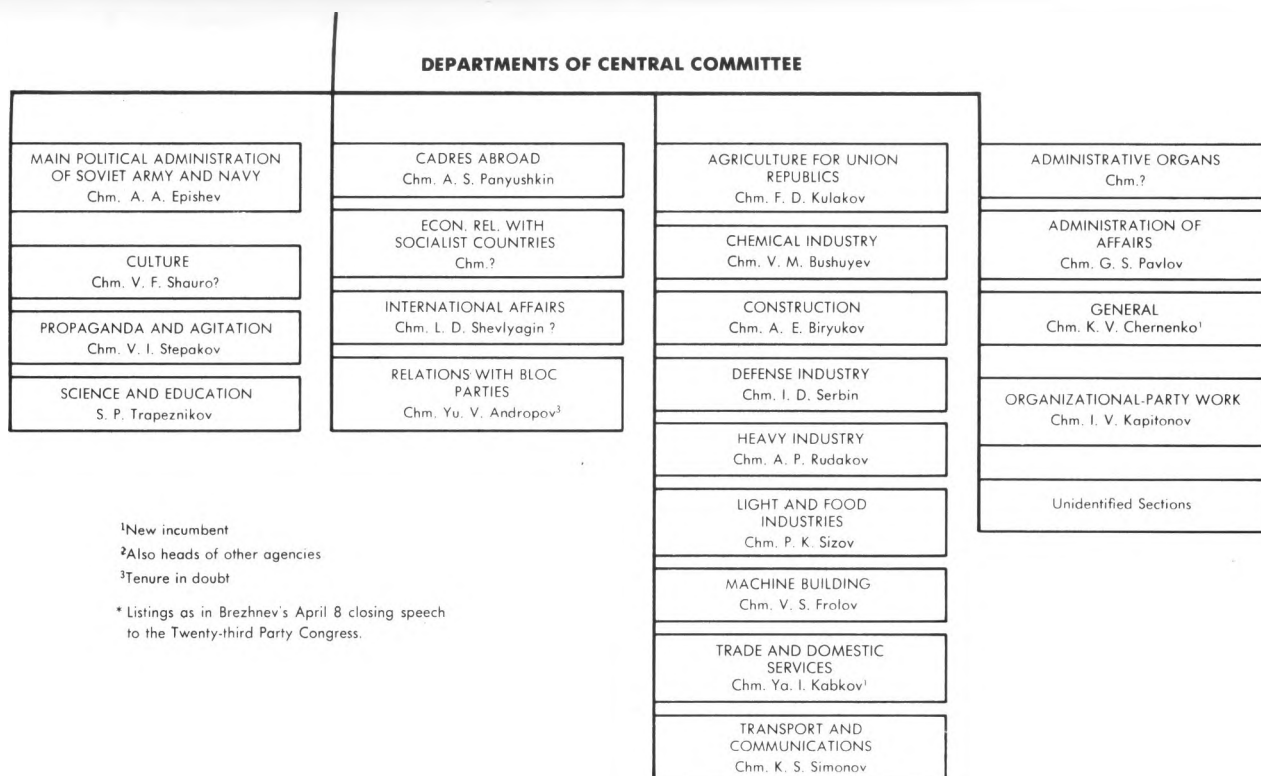 DEPARTMENTS OF CENTRAL COMMITTEE
MAIN POLITICAL ADMINISTRATION
OF SOVIET ARMY AND NAVY
Chm. A. A. Epishev
CULTURE
Chm. V. F. Shauro?
PROPAGANDA AND AGITATION
Chm. V. I. Stepakov
SCIENCE AND EDUCATION
S. P. Trapeznikov
CADRES ABROAD
Chm. A. S. Panyushkin
ECON. REL. WITH
SOCIALIST COUNTRIES
Chm.?
INTERNATIONAL AFFAIRS
Chm. L. D. Shevlyagin ?
RELATIONS WITH BLOC
PARTIES
Chm. Yu. V. Andropov³
AGRICULTURE FOR UNION
REPUBLICS
Chm. F. D. Kulakov
CHEMICAL INDUSTRY
Chm. V. M. Bushuyev
CONSTRUCTION
Chm. A. E. Biryukov
DEFENSE INDUSTRY
Chm. I. D. Serbin
HEAVY INDUSTRY
Chm. A. P. Rudakov
LIGHT AND FOOD
INDUSTRIES
Chm. P. K. Sizov
MACHINE BUILDING
Chm. V. S. Frolov
TRADE AND DOMESTIC
SERVICES
Chm. Ya. I. Kabkov¹
TRANSPORT AND
COMMUNICATIONS
Chm. K. S. Simonov
ADMINISTRATIVE ORGANS
Chm.?
ADMINISTRATION OF
AFFAIRS
Chm. G. S. Pavlov
GENERAL
Chm. K. V. Chernenko¹
ORGANIZATIONAL-PARTY WORK
Chm. I. V. Kapitonov
Unidentified Sections
¹New incumbent
²Also heads of other agencies
³Tenure in doubt
* Listings as in Brezhnev's April 8 closing speech
to the Twenty-third Party Congress.